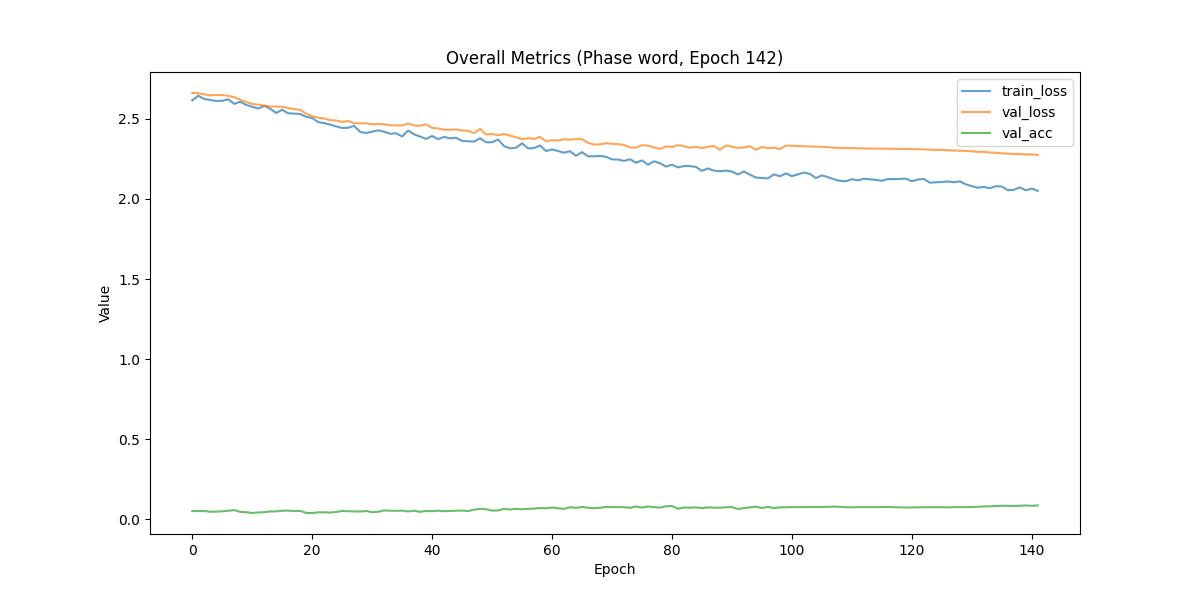 Overall Metrics (Phase word, Epoch 142)
train_loss
val_loss
val_acc
2.5
2.0
1.5
1.0
0.5
0.0
Value
0 20 40 60 80 100 120 140
Epoch